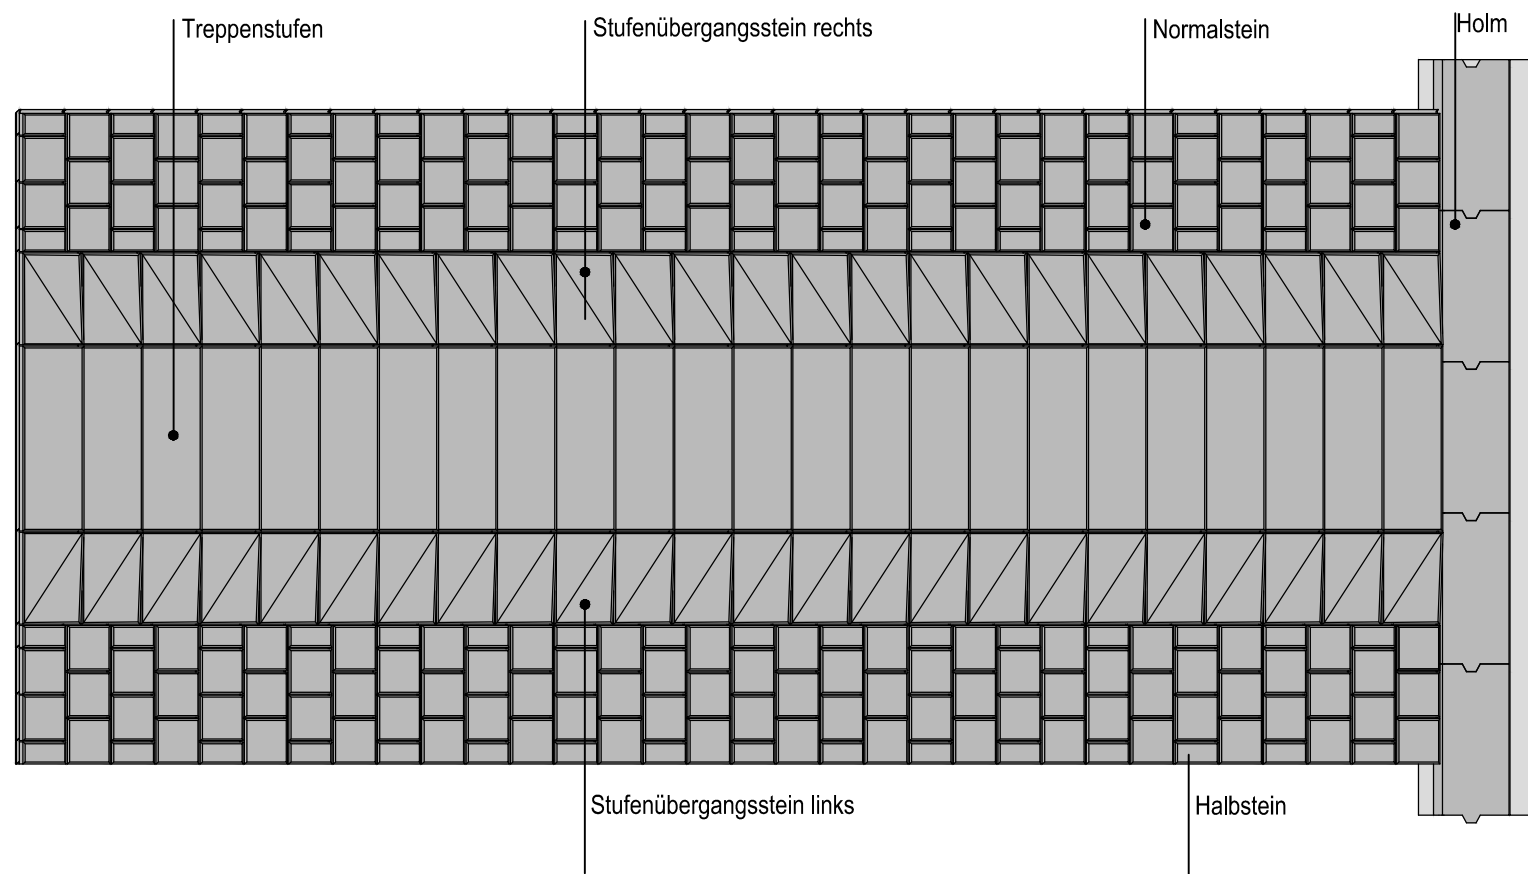 Treppenstufen
Stufenübergangsstein rechts
Normalstein
Holm
Stufenübergangsstein links
Halbstein